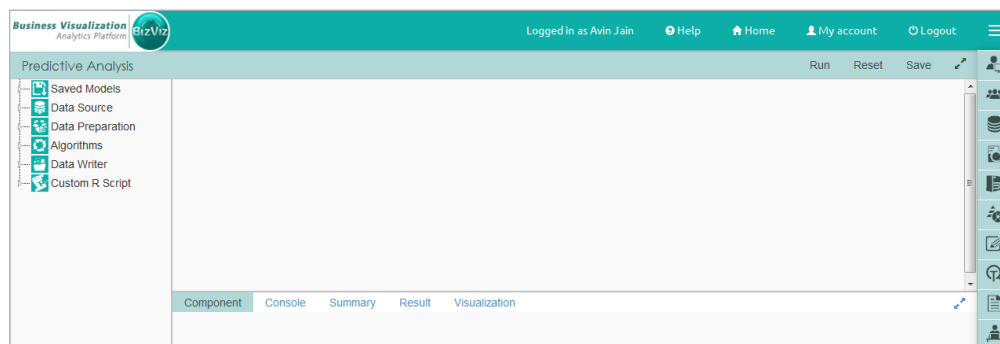 Business Visualization
Analytics Platform
BizViz
Logged in as Avin Jain
Help
Home
My account
Logout
Predictive Analysis
Run
Reset
Save
Saved Models
Data Source
Data Preparation
Algorithms
Data Writer
Custom R Script
Component
Console
Summary
Result
Visualization